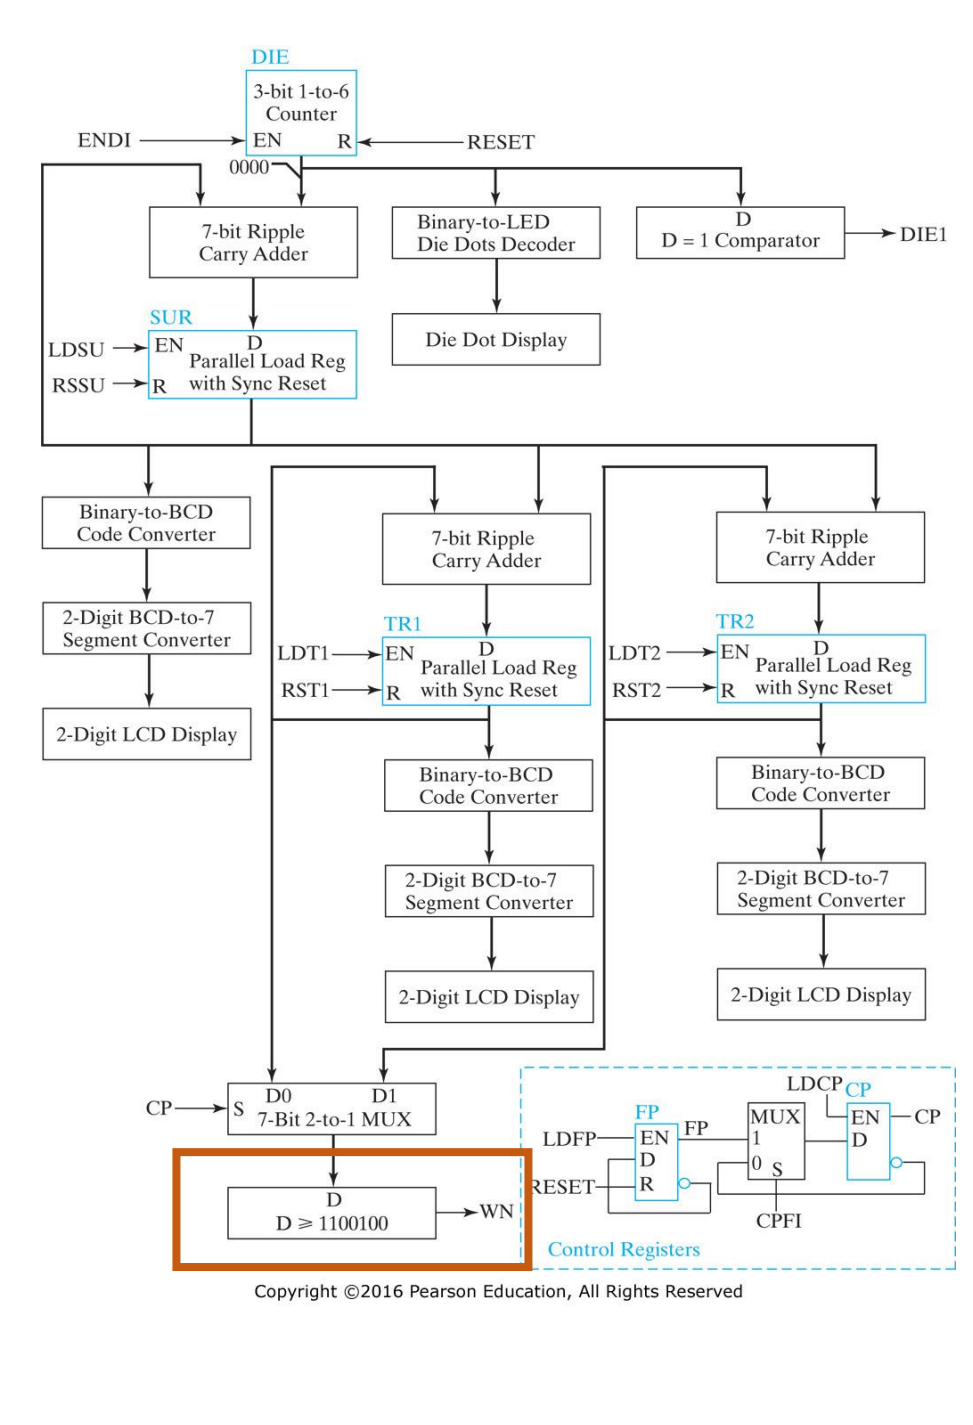 DIE
3-bit 1-to-6
Counter
ENDI
EN
R
RESET
0000
7-bit Ripple
Carry Adder
Binary-to-LED
Die Dots Decoder
D
D = 1 Comparator
DIE1
SUR
LDSU
EN
D
Parallel Load Reg
RSSU
R
with Sync Reset
Die Dot Display
Binary-to-BCD
Code Converter
7-bit Ripple
Carry Adder
7-bit Ripple
Carry Adder
2-Digit BCD-to-7
Segment Converter
TR1
LDT1
EN
D
Parallel Load Reg
RST1
R
with Sync Reset
TR2
LDT2
EN
D
Parallel Load Reg
RST2
R
with Sync Reset
2-Digit LCD Display
Binary-to-BCD
Code Converter
Binary-to-BCD
Code Converter
2-Digit BCD-to-7
Segment Converter
2-Digit BCD-to-7
Segment Converter
2-Digit LCD Display
2-Digit LCD Display
CP
S
D0
D1
7-Bit 2-to-1 MUX
D
D ⩾ 1100100
WN
LDFP
FP
EN
D
RESET
R
FP
MUX
1
0
S
CPFI
LDCP
CP
EN
D
CP
Control Registers
Copyright ©2016 Pearson Education, All Rights Reserved